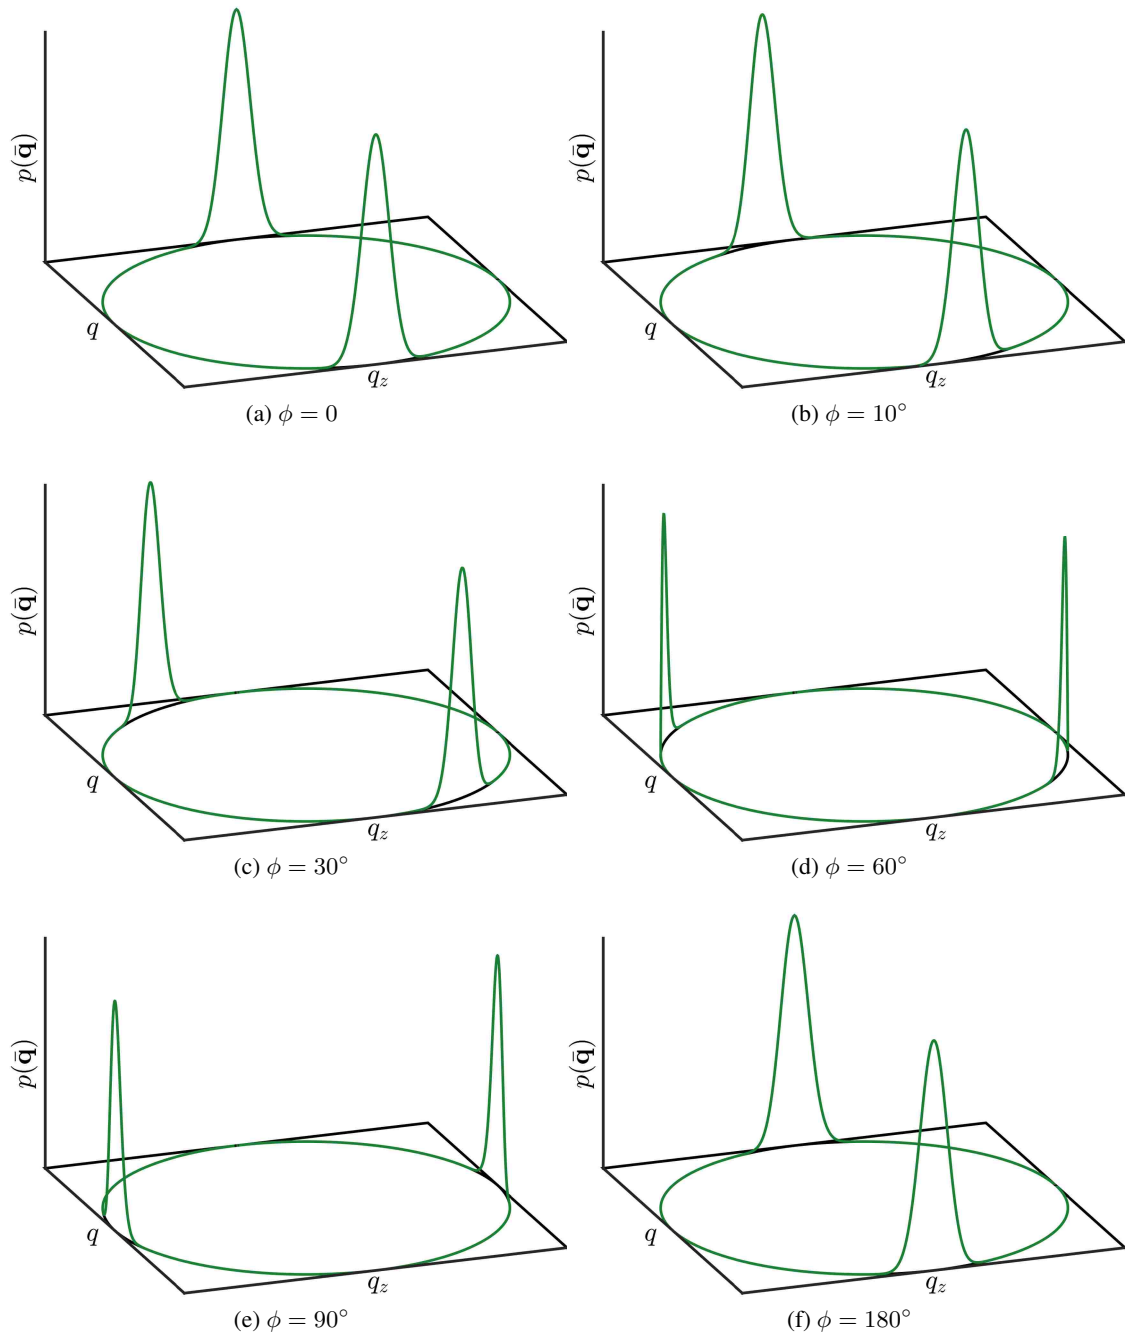 p(q̄) p(q̄)
q q_z q q_z
(a) ϕ = 0 (b) ϕ = 10°
p(q̄) p(q̄)
q q_z q q_z
(c) ϕ = 30° (d) ϕ = 60°
p(q̄) p(q̄)
q q_z q q_z
(e) ϕ = 90° (f) ϕ = 180°